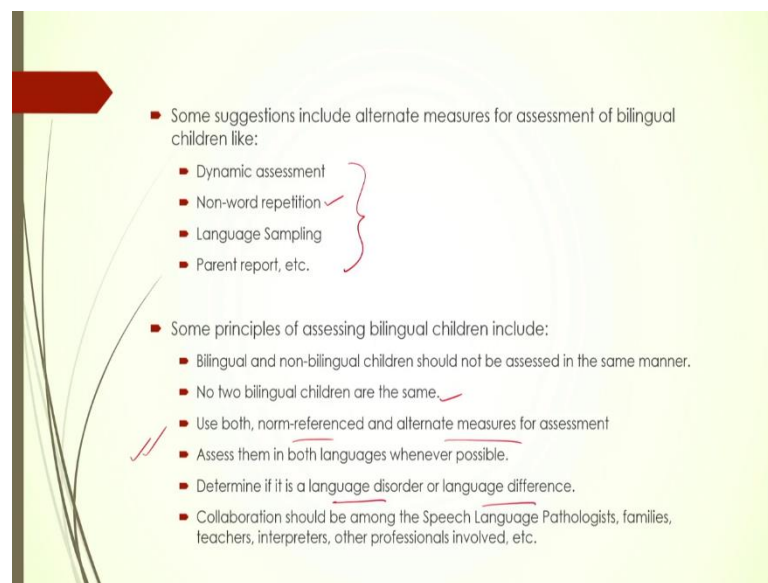 Some suggestions include alternate measures for assessment of bilingual
children like:
Dynamic assessment
Non-word repetition
Language Sampling
Parent report, etc.
Some principles of assessing bilingual children include:
Bilingual and non-bilingual children should not be assessed in the same manner.
No two bilingual children are the same.
Use both, norm-referenced and alternate measures for assessment
Assess them in both languages whenever possible.
Determine if it is a language disorder or language difference.
Collaboration should be among the Speech Language Pathologists, families,
teachers, interpreters, other professionals involved, etc.